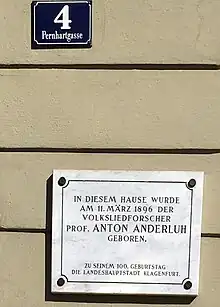 4
Pernhartgasse
IN DIESEM HAUSE WURDE
AM 11. MÄRZ 1896 DER
VOLKSLIEDFORSCHER
PROF. ANTON ANDERLUH
GEBOREN.
ZU SEINEM 100. GEBURTSTAG
DIE LANDESHAUPTSTADT KLAGENFURT.